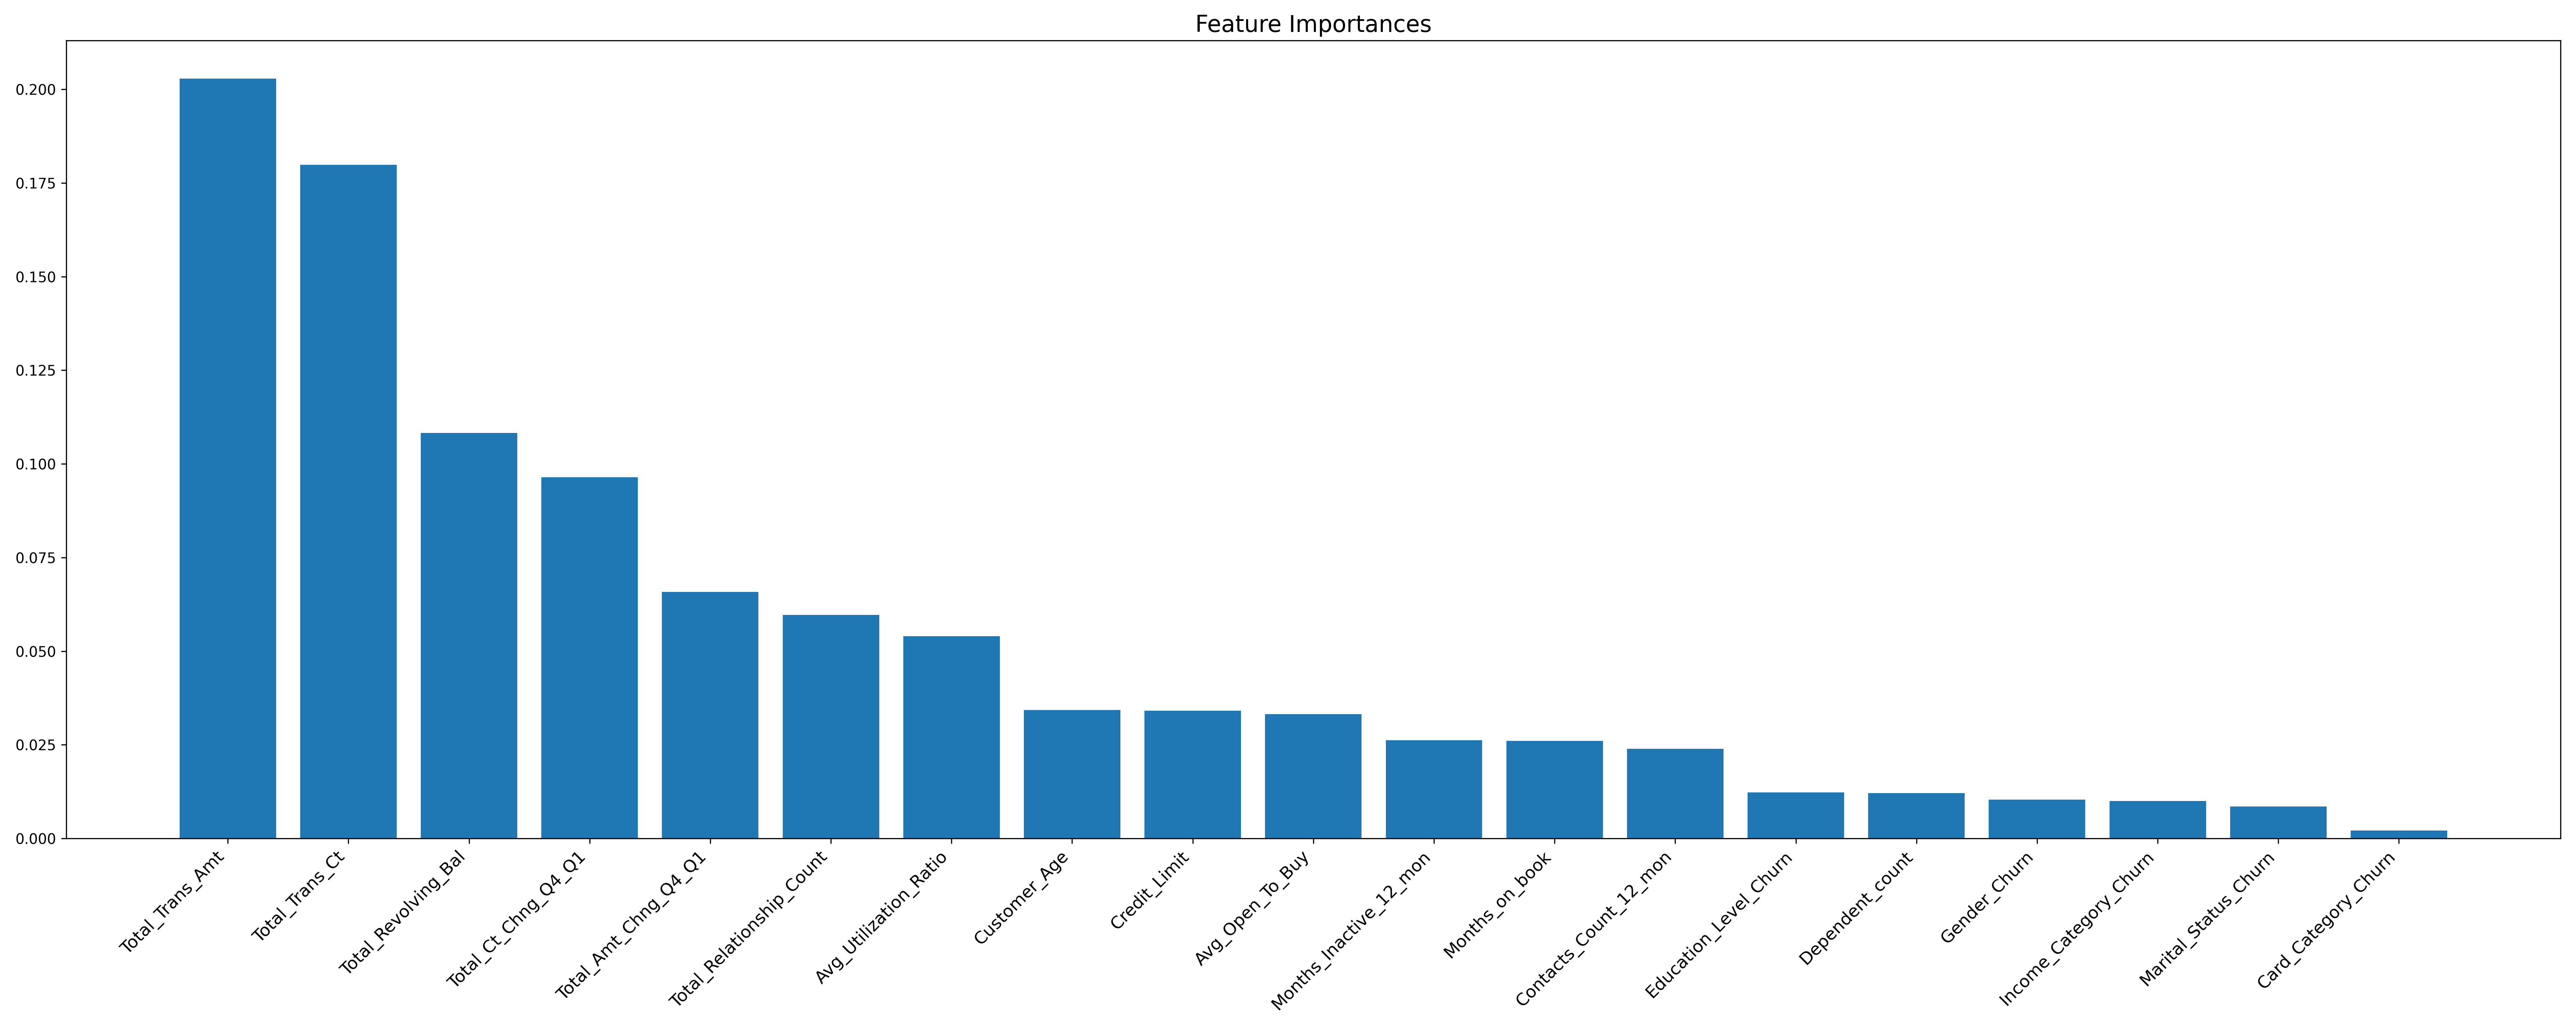 Feature Importances
0.200
0.175
0.150
0.125
0.100
0.075
0.050
0.025
0.000
Total_Trans_Amt
Total_Trans_Ct
Total_Revolving_Bal
Total_Ct_Chng_Q4_Q1
Total_Amt_Chng_Q4_Q1
Total_Relationship_Count
Avg_Utilization_Ratio
Customer_Age
Credit_Limit
Avg_Open_To_Buy
Months_Inactive_12_mon
Months_on_book
Contacts_Count_12_mon
Education_Level_Churn
Dependent_count
Gender_Churn
Income_Category_Churn
Marital_Status_Churn
Card_Category_Churn